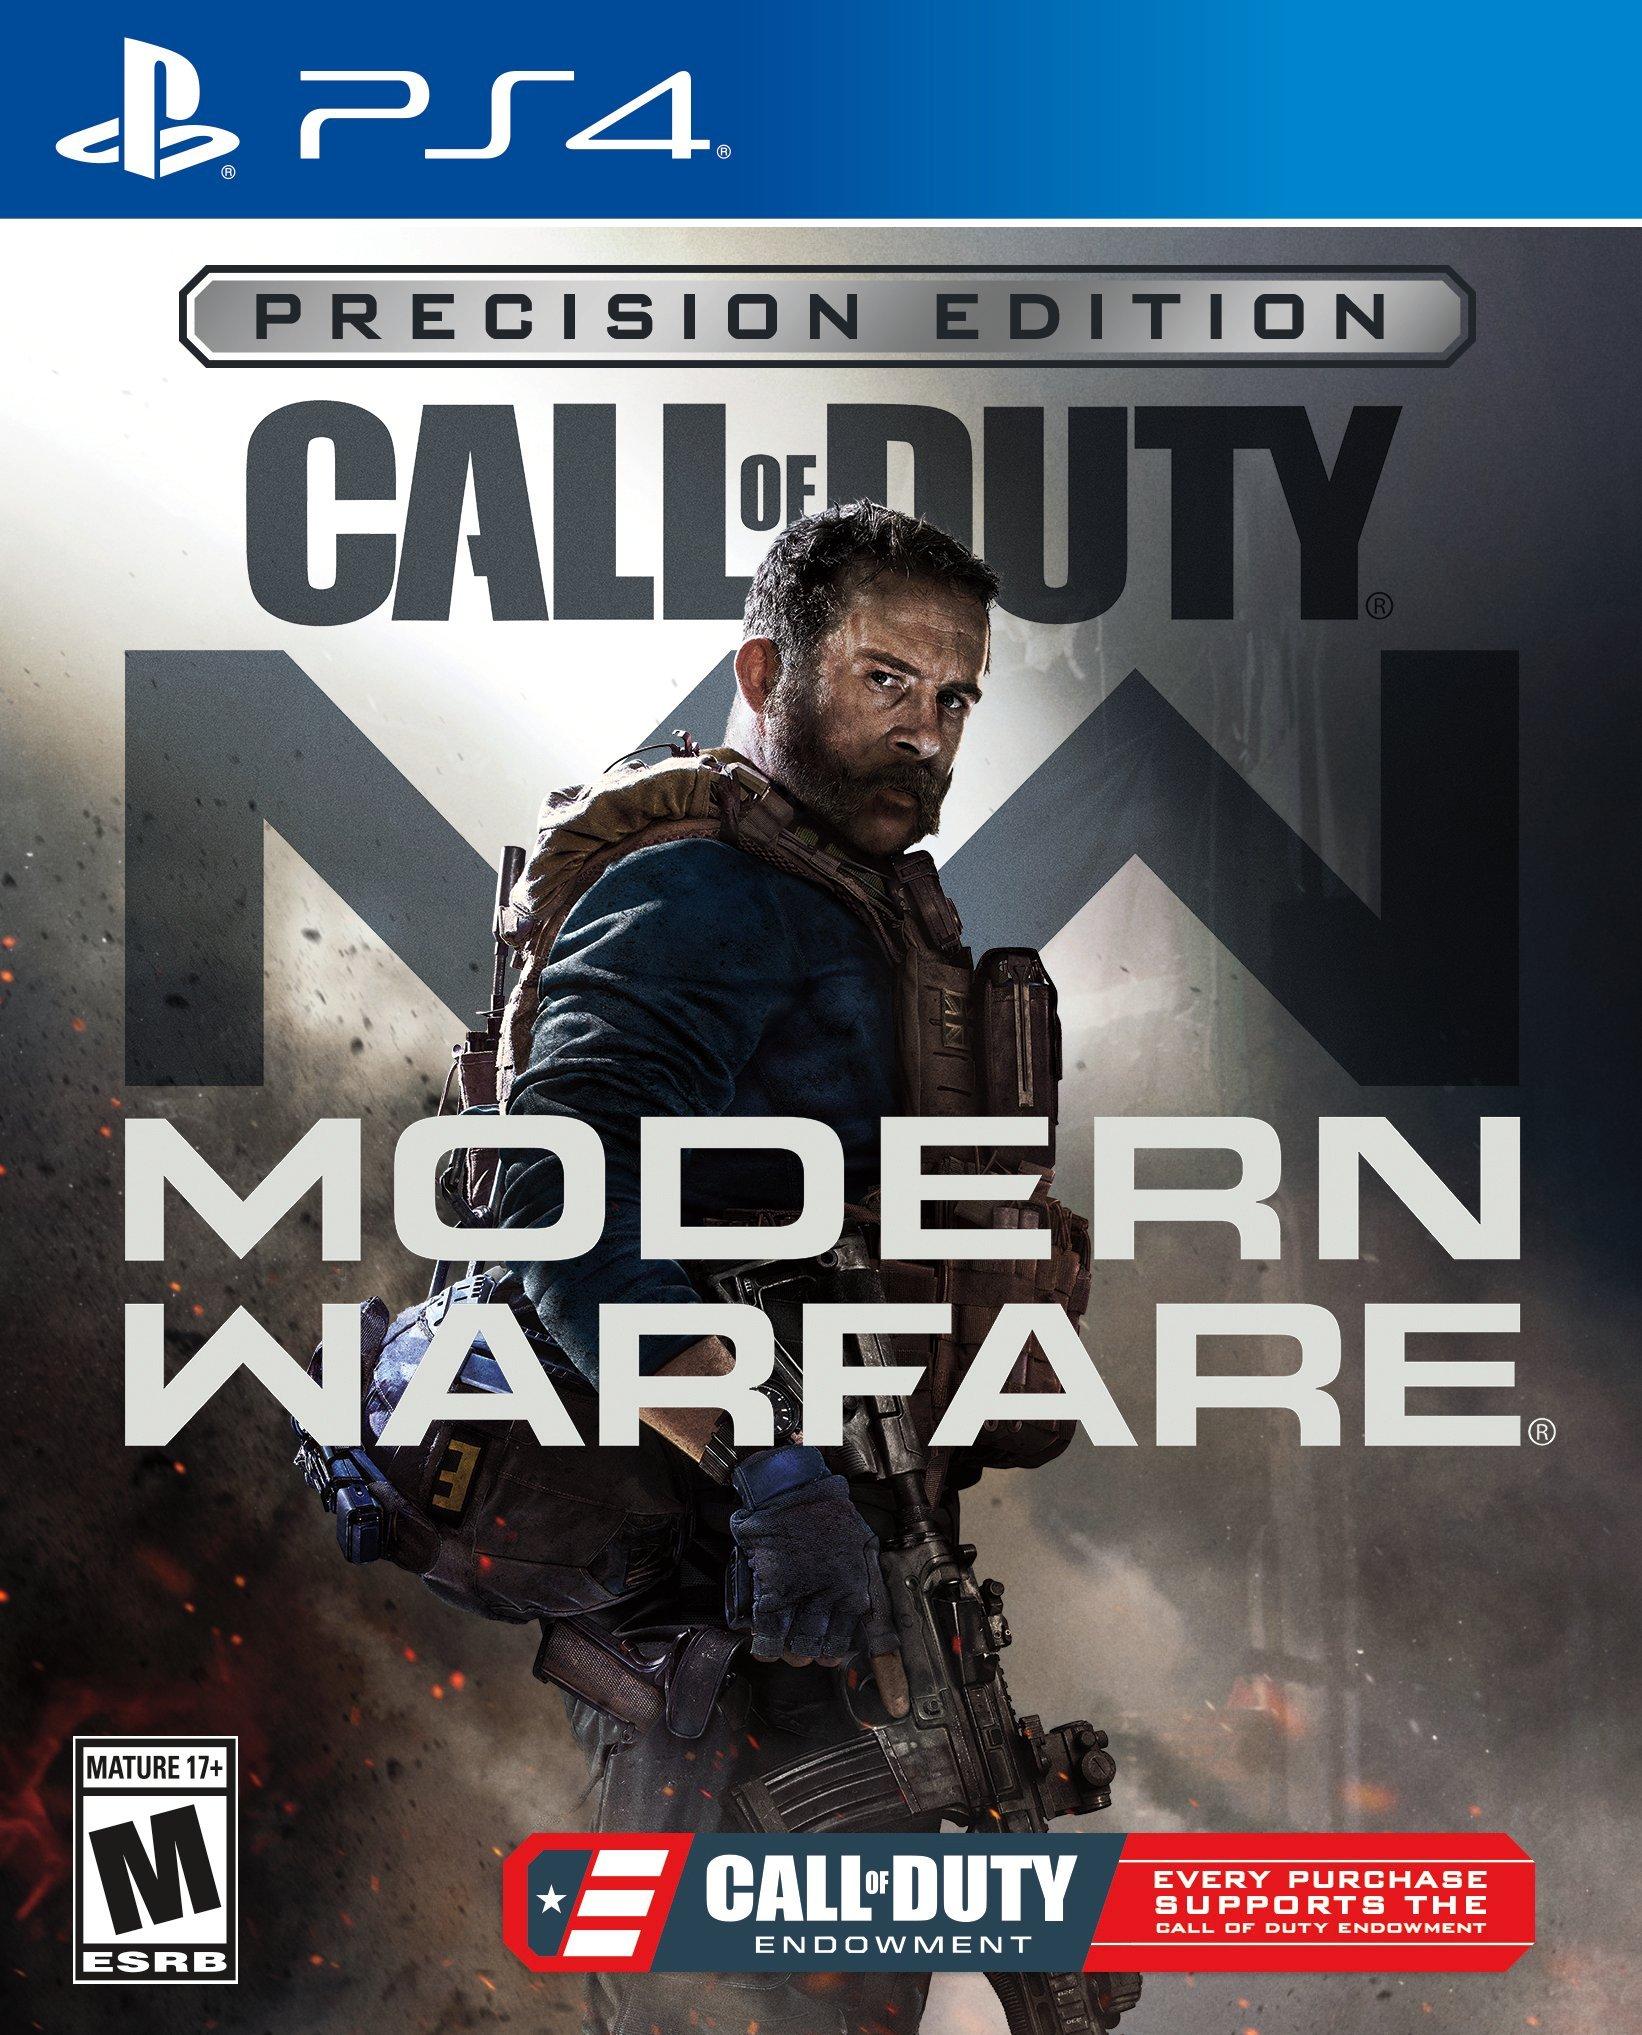 PS4
PRECISION EDITION
CALL OF DUTY
MW
MODERN
WARFARE
3
MATURE 17+
M
ESRB
CALL OF DUTY
ENDOWMENT
EVERY PURCHASE
SUPPORTS THE
CALL OF DUTY ENDOWMENT